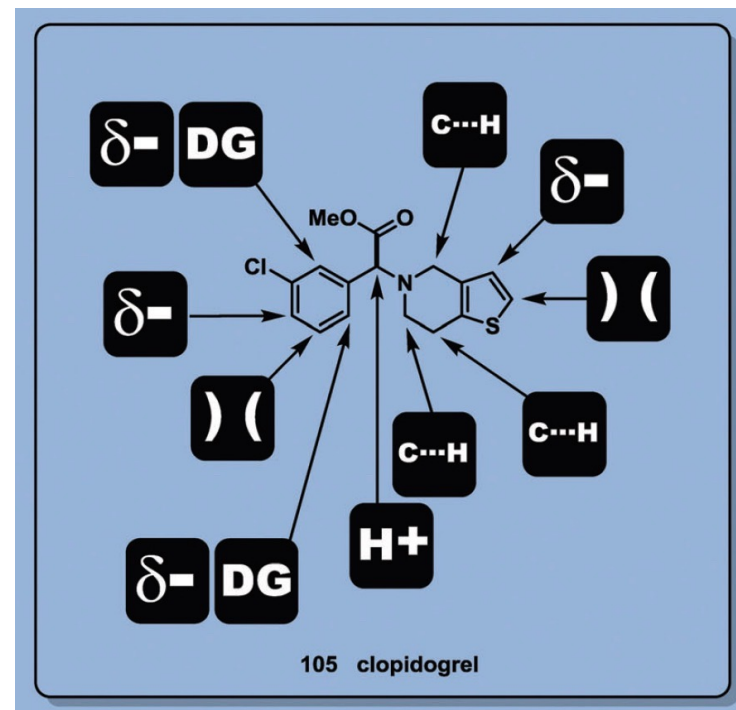 δ- DG
C···H
δ-
MeO O
Cl
N
) (
δ-
S
) (
C···H
C···H
H+
δ- DG
105 clopidogrel